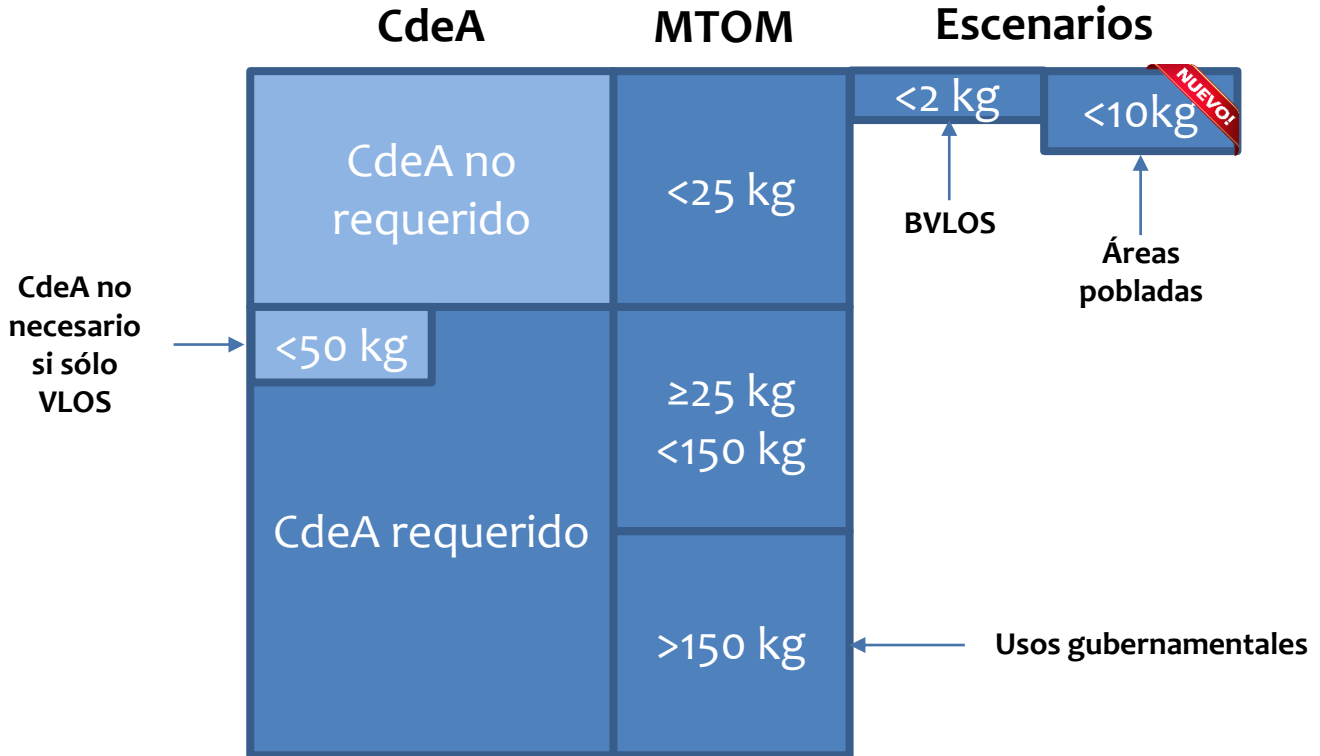 CdeA
MTOM
Escenarios
CdeA no
requerido
<25 kg
<2 kg
<10kg
NUEVO!
BVLOS
Áreas
pobladas
CdeA no
necesario
si sólo
VLOS
<50 kg
≥25 kg
<150 kg
CdeA requerido
>150 kg
Usos gubernamentales